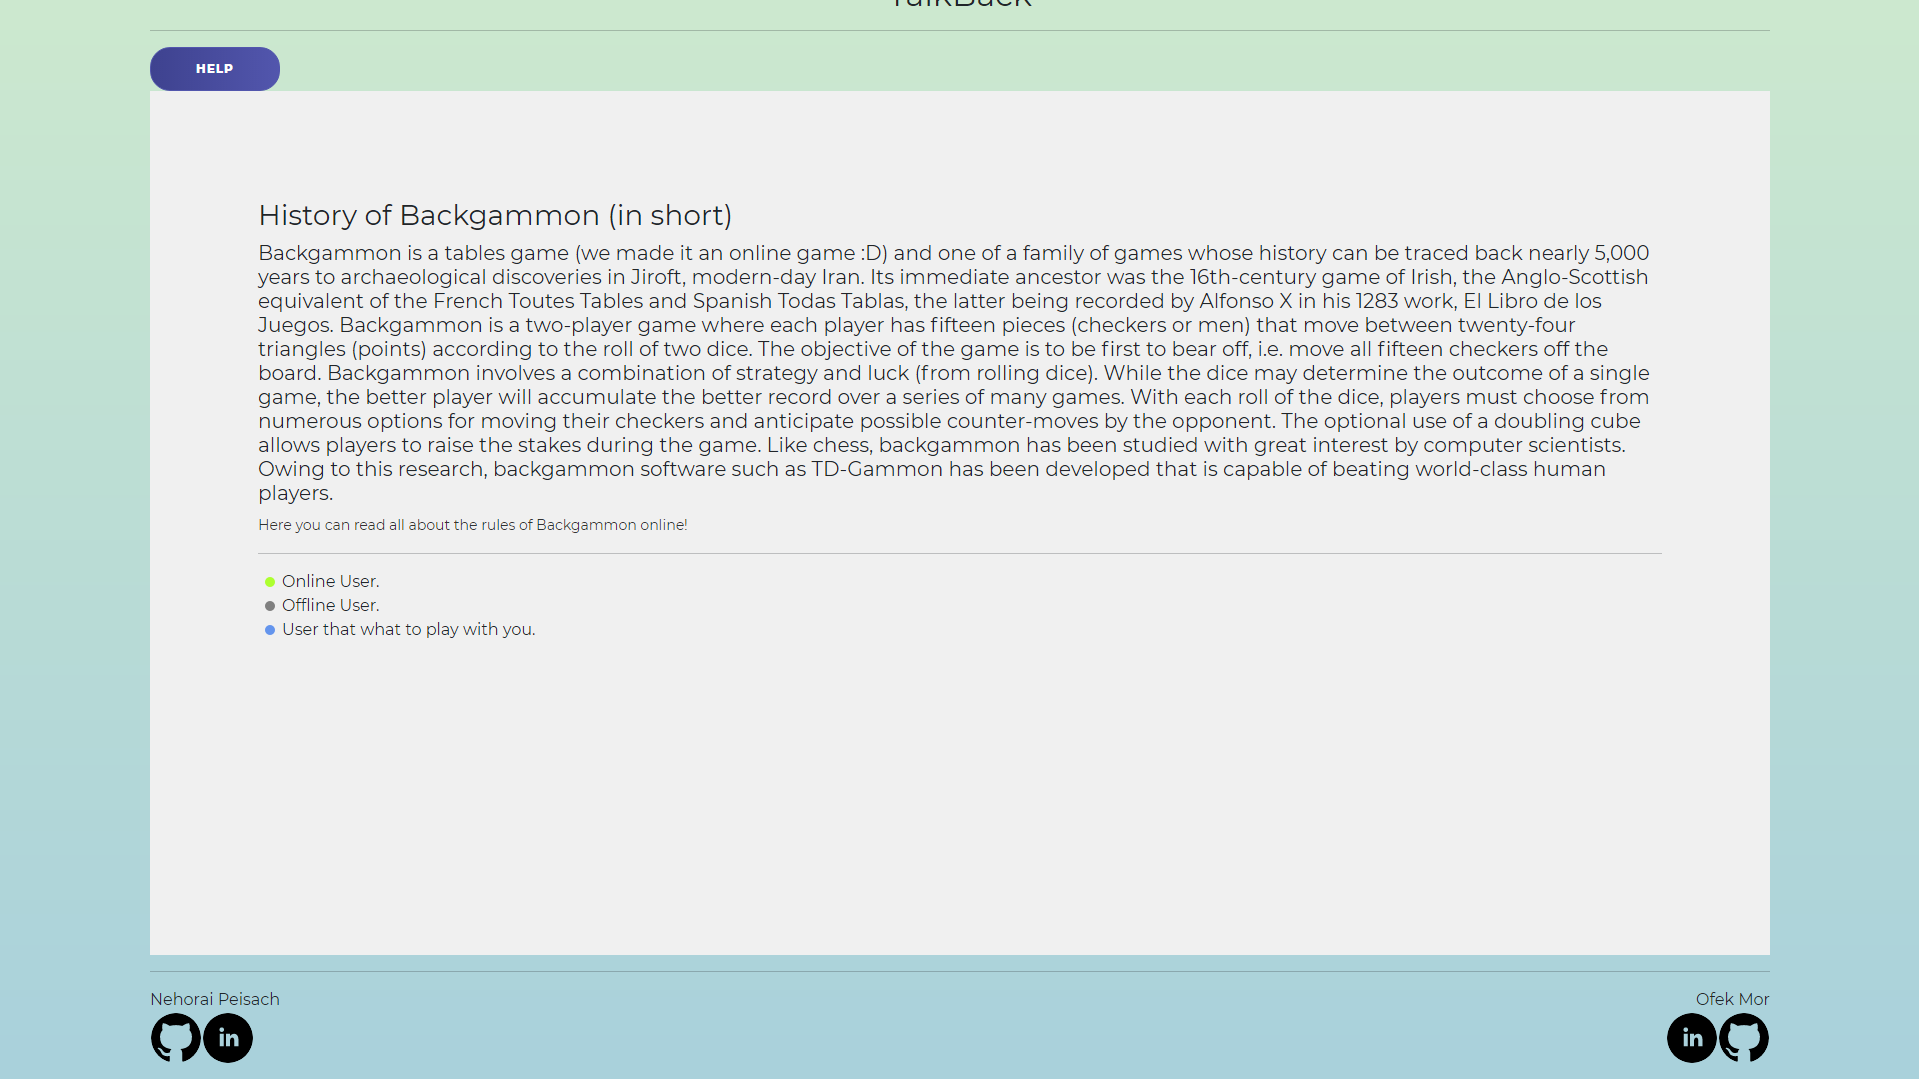 TalkBack
HELP
History of Backgammon (in short)
Backgammon is a tables game (we made it an online game :D) and one of a family of games whose history can be traced back nearly 5,000
years to archaeological discoveries in Jiroft, modern-day Iran. Its immediate ancestor was the 16th-century game of Irish, the Anglo-Scottish
equivalent of the French Toutes Tables and Spanish Todas Tablas, the latter being recorded by Alfonso X in his 1283 work, El Libro de los
Juegos. Backgammon is a two-player game where each player has fifteen pieces (checkers or men) that move between twenty-four
triangles (points) according to the roll of two dice. The objective of the game is to be first to bear off, i.e. move all fifteen checkers off the
board. Backgammon involves a combination of strategy and luck (from rolling dice). While the dice may determine the outcome of a single
game, the better player will accumulate the better record over a series of many games. With each roll of the dice, players must choose from
numerous options for moving their checkers and anticipate possible counter-moves by the opponent. The optional use of a doubling cube
allows players to raise the stakes during the game. Like chess, backgammon has been studied with great interest by computer scientists.
Owing to this research, backgammon software such as TD-Gammon has been developed that is capable of beating world-class human
players.
Here you can read all about the rules of Backgammon online!
Online User.
Offline User.
User that what to play with you.
Nehorai Peisach
Ofek Mor
in
in